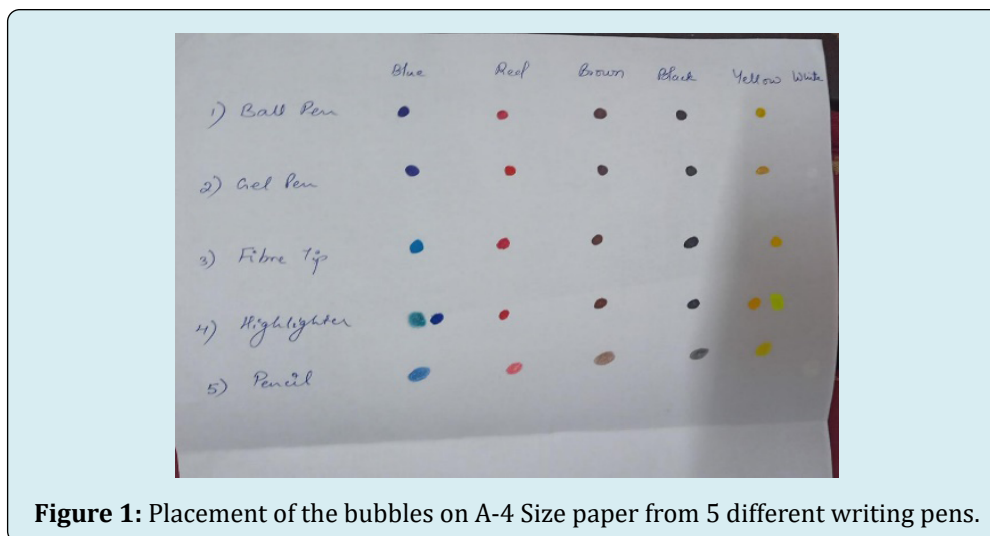 Blue Red Brown Black Yellow White
1) Ball Pen
2) Gel Pen
3) Fibre Tip
4) Highlighter
5) Pencil
Figure 1: Placement of the bubbles on A-4 Size paper from 5 different writing pens.